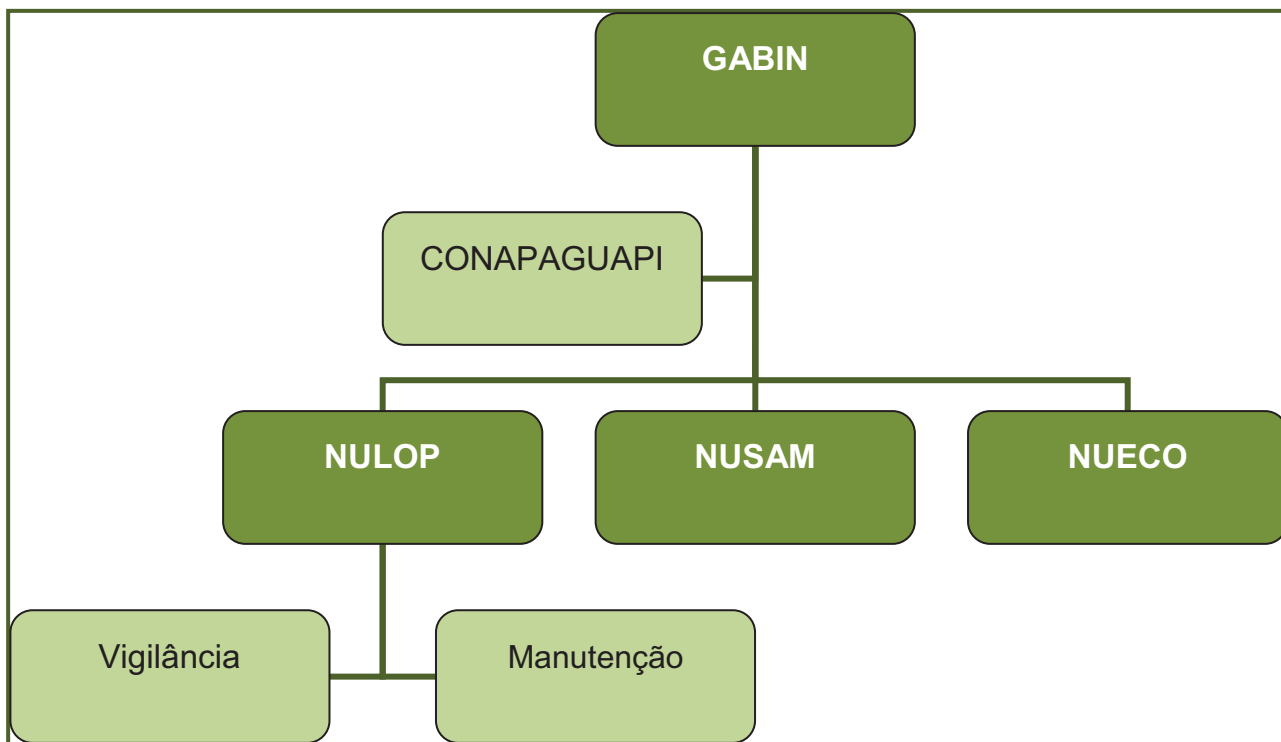 GABIN
CONAPAGUAPI
NULOP
NUSAM
NUECO
Vigilância
Manutenção